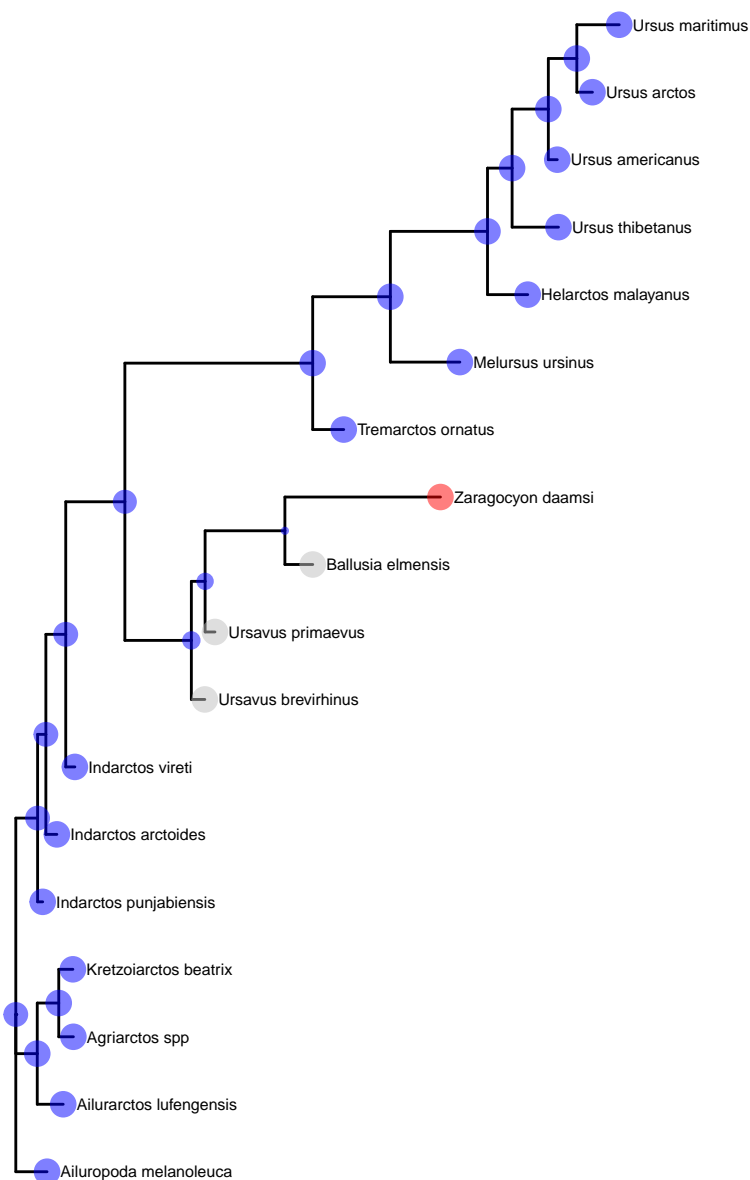 Ursus maritimus
Ursus arctos
Ursus americanus
Ursus thibetanus
Helarctos malayanus
Melursus ursinus
Tremarctos ornatus
Zaragocyon daamsi
Ballusia elmensis
Ursavus primaevus
Ursavus brevirhinus
Indarctos vireti
Indarctos arctoides
Indarctos punjabiensis
Kretzoiarctos beatrix
Agriarctos spp
Ailurarctos lufengensis
Ailuropoda melanoleuca